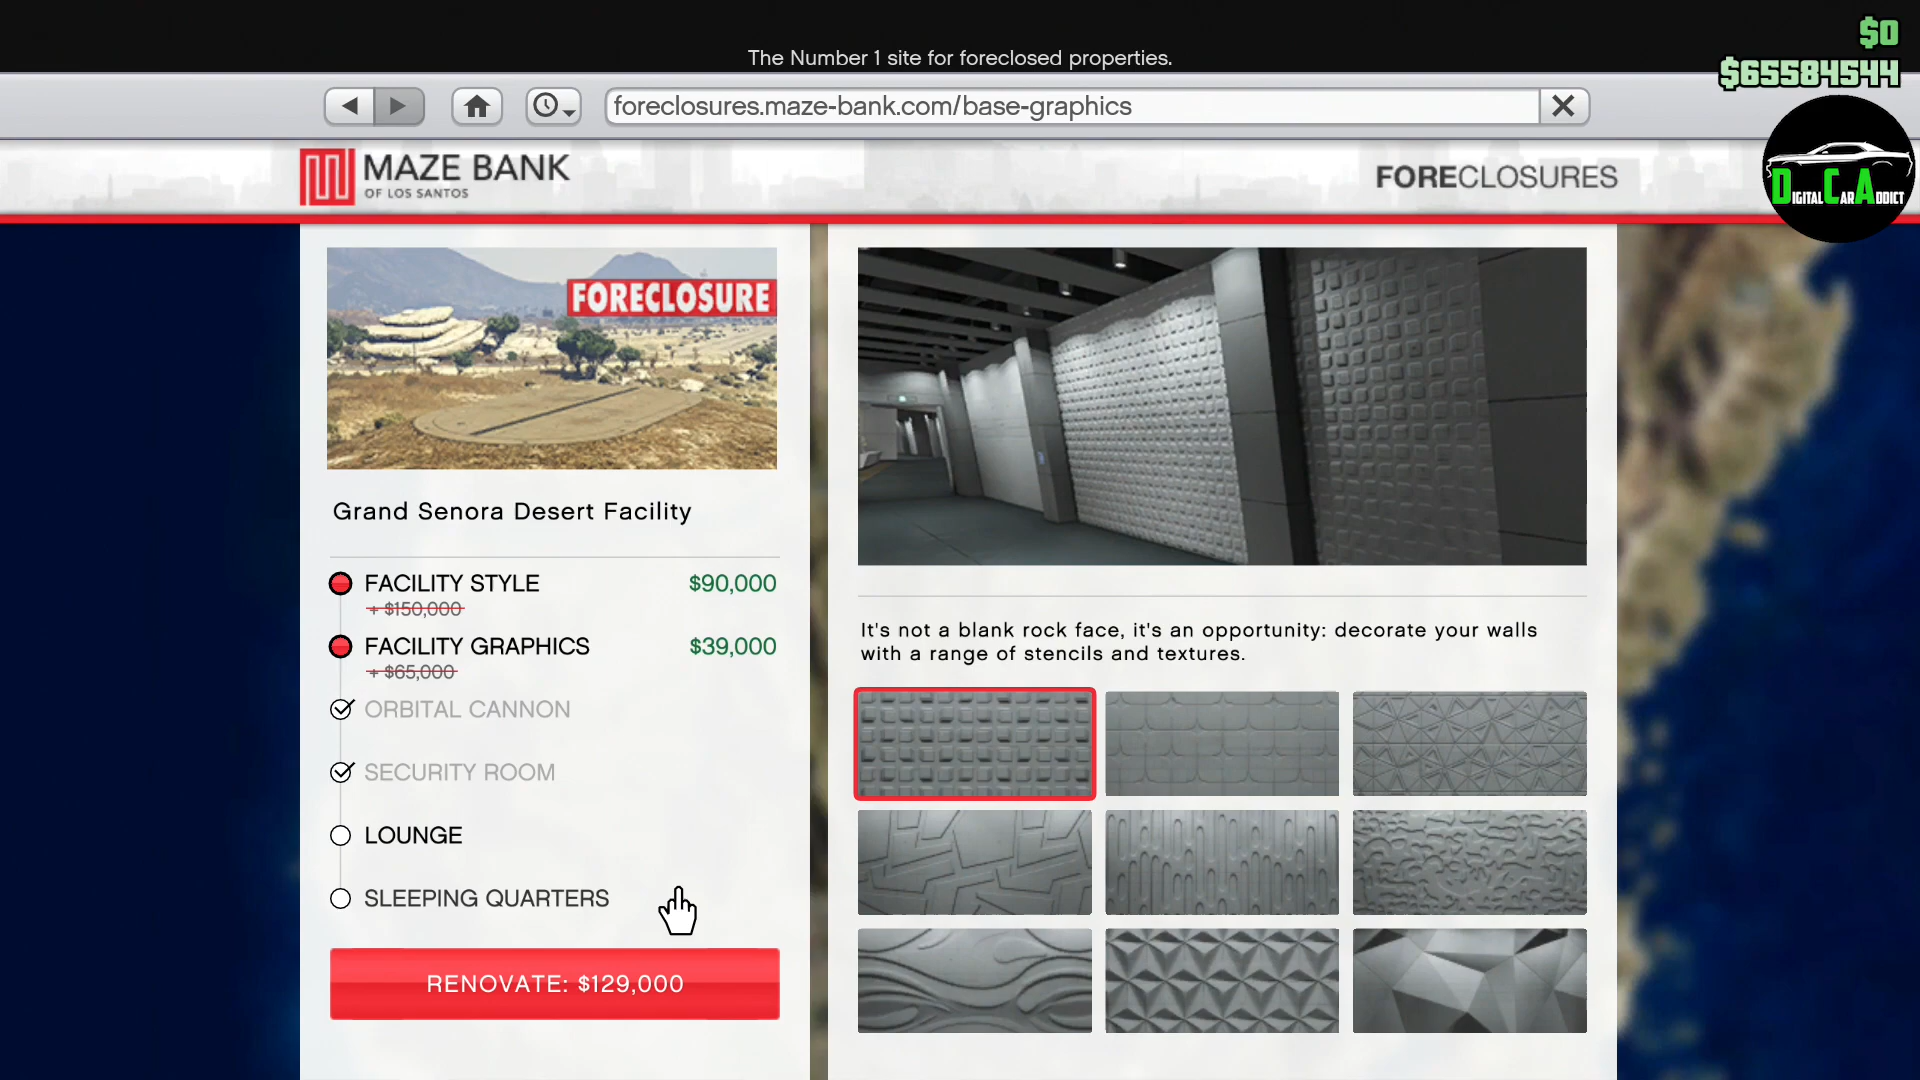 $0
The Number 1 site for foreclosed properties.
$65584544
foreclosures.maze-bank.com/base-graphics
MAZE BANK
OF LOS SANTOS
FORECLOSURES
DIGITALCARADDICT
FORECLOSURE
Grand Senora Desert Facility
FACILITY STYLE $90,000
+ $150,000
FACILITY GRAPHICS $39,000
+ $65,000
ORBITAL CANNON
SECURITY ROOM
LOUNGE
SLEEPING QUARTERS
RENOVATE: $129,000
It's not a blank rock face, it's an opportunity: decorate your walls
with a range of stencils and textures.